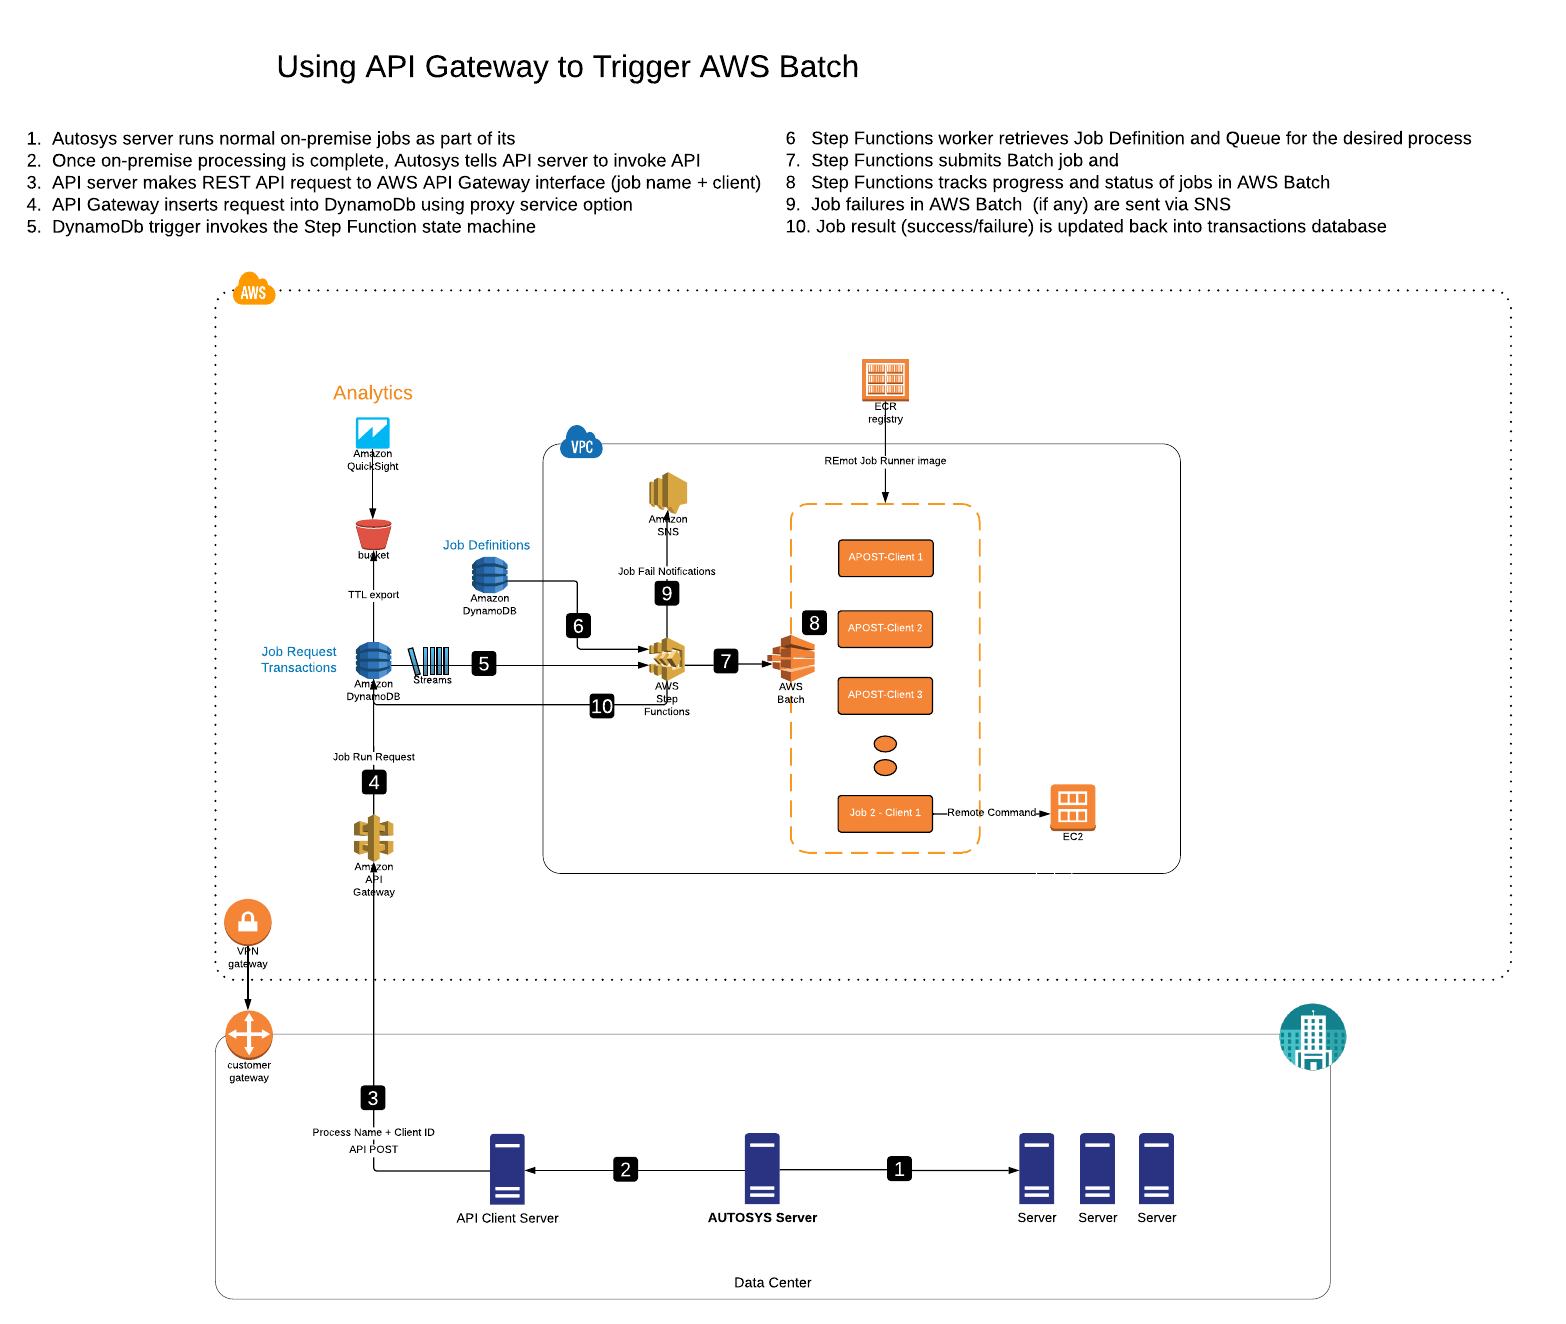 Using API Gateway to Trigger AWS Batch
1. Autosys server runs normal on-premise jobs as part of its
2. Once on-premise processing is complete, Autosys tells API server to invoke API
3. API server makes REST API request to AWS API Gateway interface (job name + client)
4. API Gateway inserts request into DynamoDb using proxy service option
5. DynamoDb trigger invokes the Step Function state machine
6 Step Functions worker retrieves Job Definition and Queue for the desired process
7. Step Functions submits Batch job and
8 Step Functions tracks progress and status of jobs in AWS Batch
9. Job failures in AWS Batch (if any) are sent via SNS
10. Job result (success/failure) is updated back into transactions database
AWS
Analytics
Amazon
QuickSight
bucket
TTL export
Job Request
Transactions
Amazon
DynamoDB
Streams
5
Job Definitions
Amazon
DynamoDB
6
10
VPC
Amazon
SNS
Job Fail Notifications
9
AWS
Step
Functions
7
AWS
Batch
8
ECR
registry
REmot Job Runner image
APOST-Client 1
APOST-Client 2
APOST-Client 3
Job 2 - Client 1
Remote Command
EC2
Job Run Request
4
Amazon
API
Gateway
VPN
gateway
customer
gateway
3
Process Name + Client ID
API POST
API Client Server
2
AUTOSYS Server
1
Server
Server
Server
Data Center